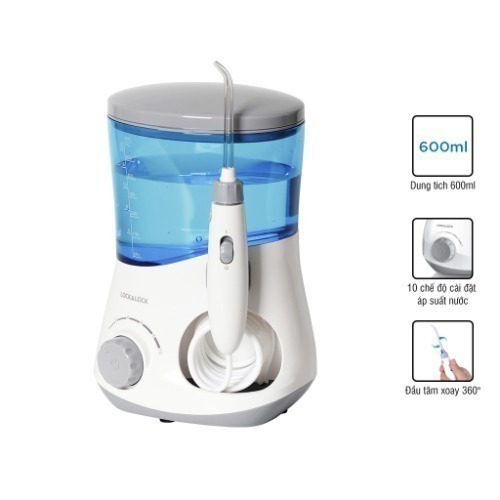 LOCK&LOCK
600ml
Dung tích 600ml
10 chế độ cài đặt
áp suất nước
Đầu tăm xoay 360°